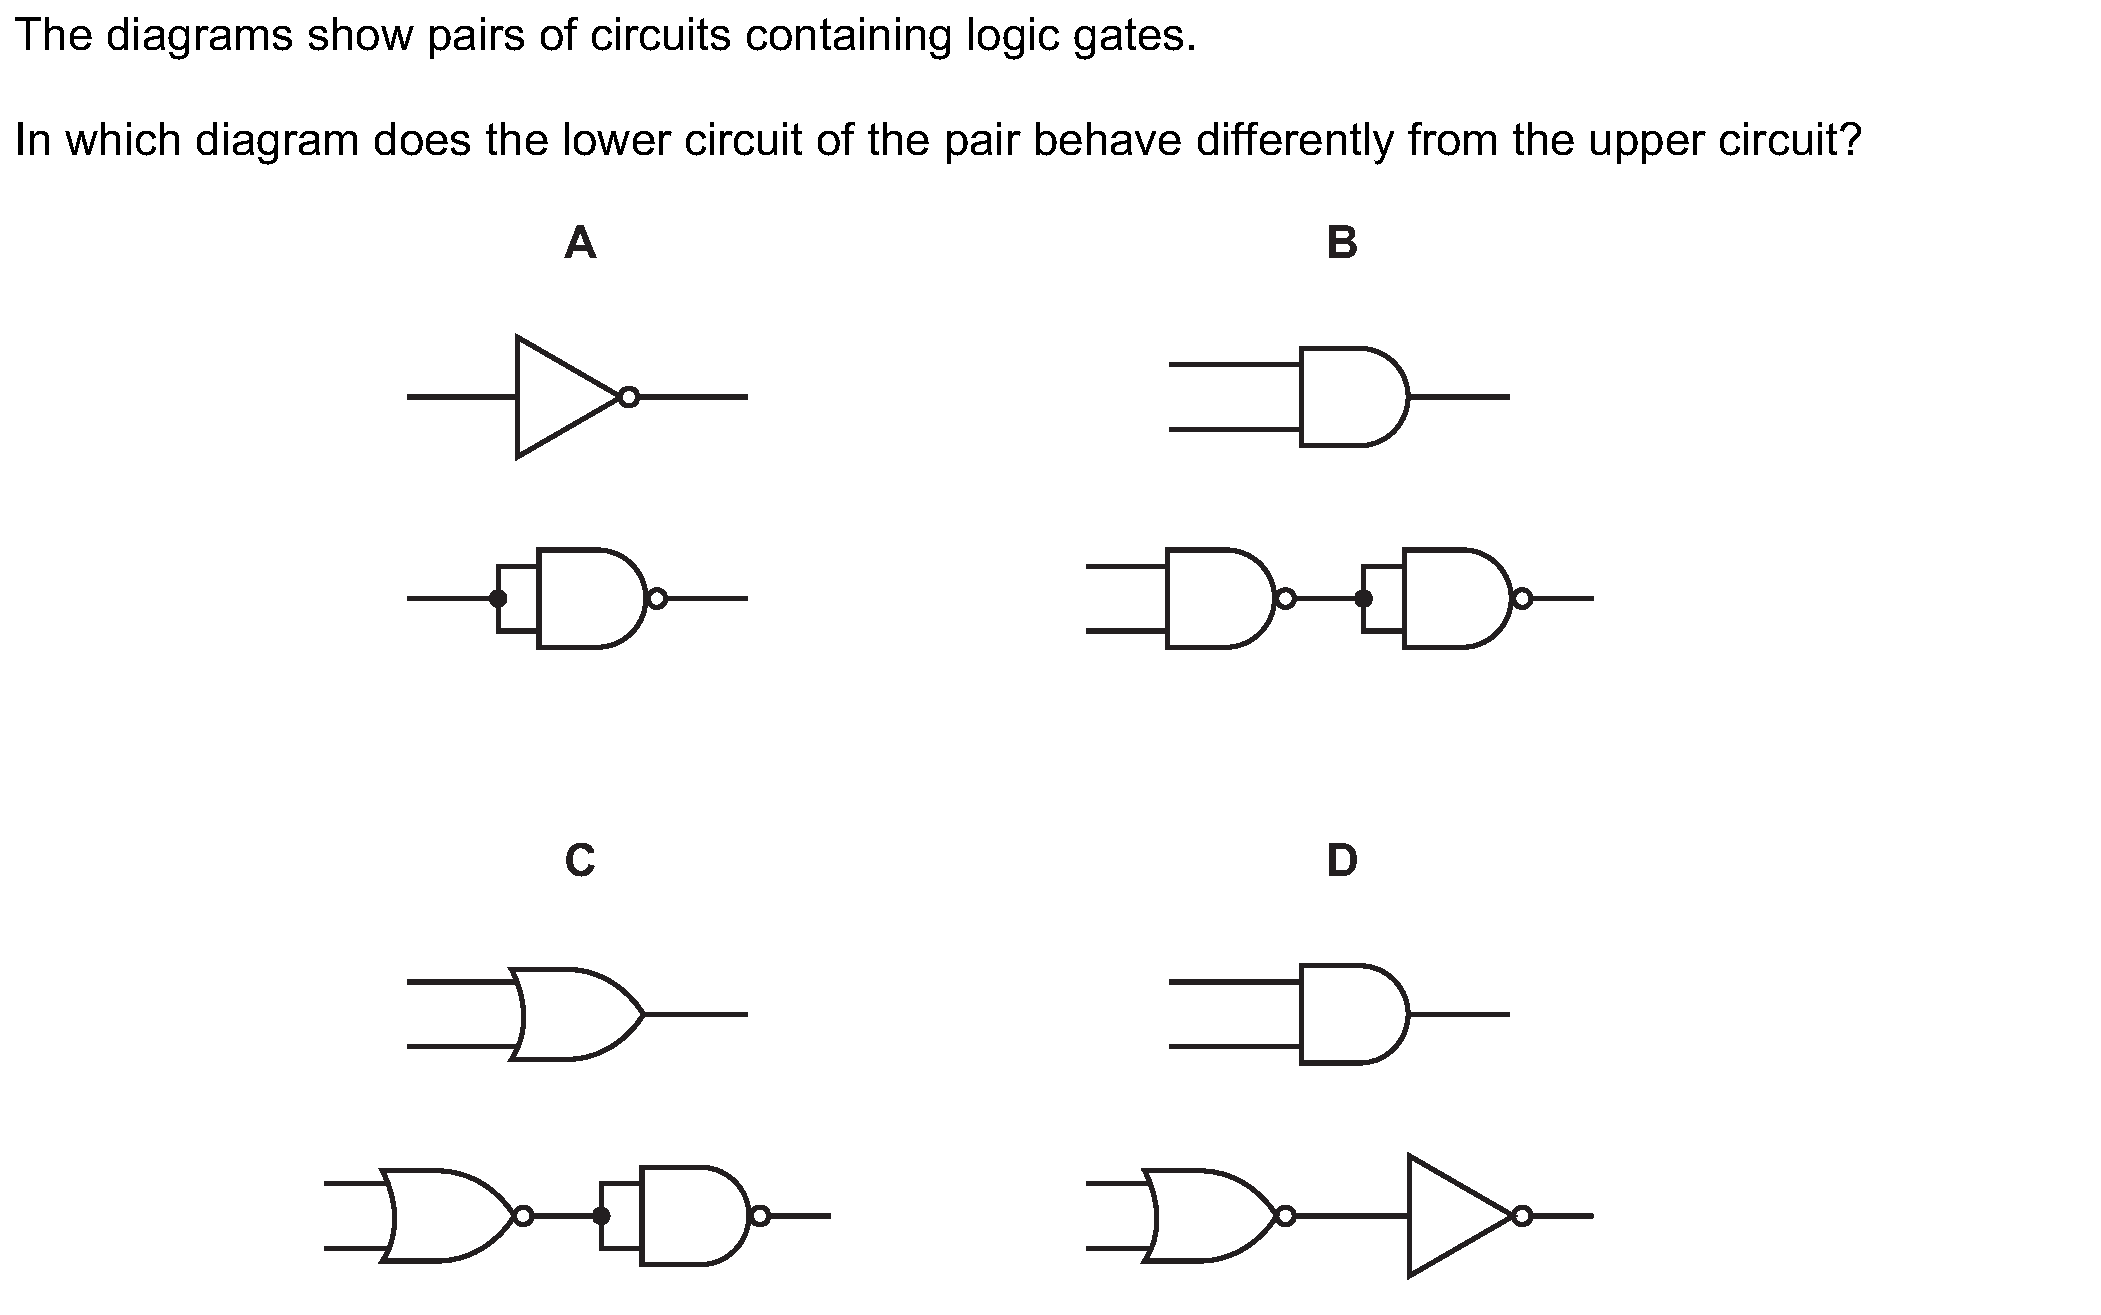 The diagrams show pairs of circuits containing logic gates.
In which diagram does the lower circuit of the pair behave differently from the upper circuit?
A
B
C
D